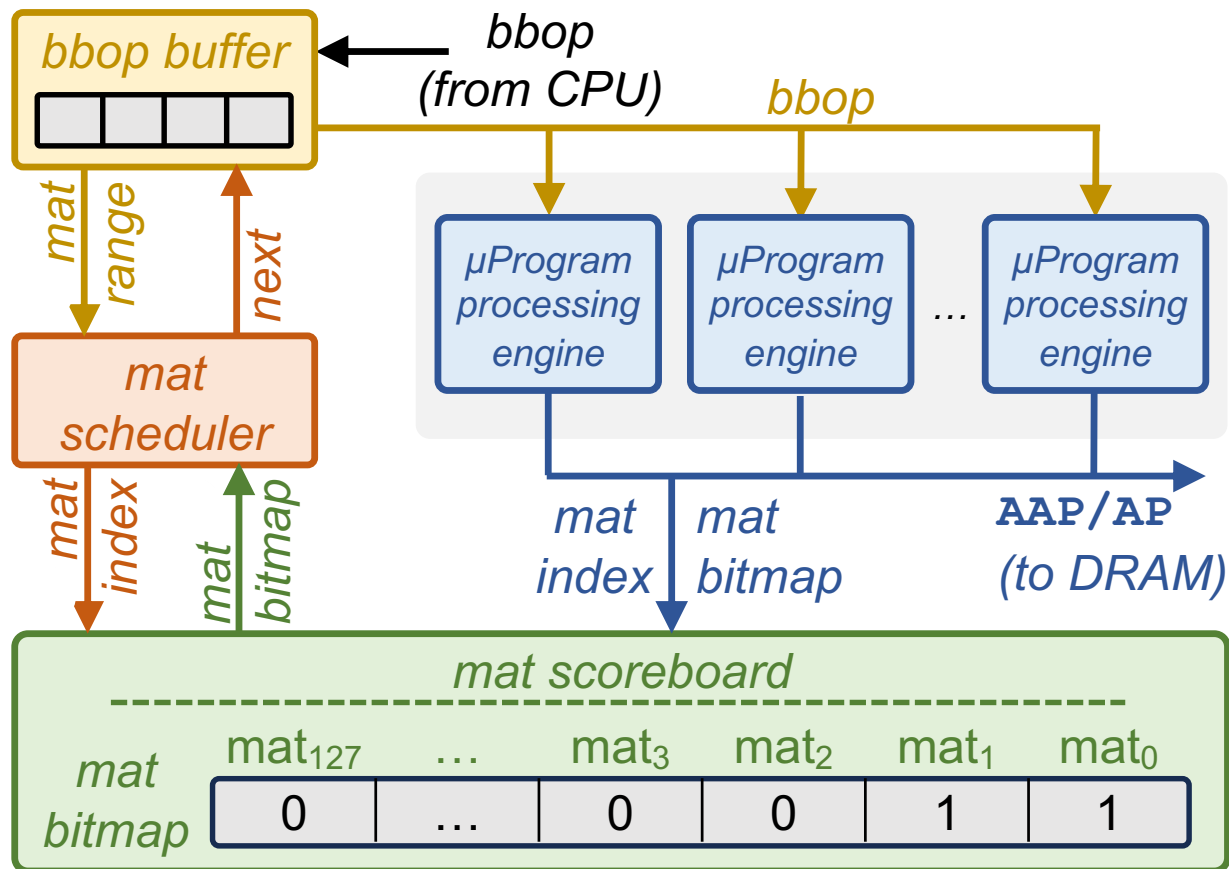 bbop buffer
bbop
(from CPU)
bbop
mat
range
next
µProgram
processing
engine
µProgram
processing
engine
...
µProgram
processing
engine
mat
scheduler
mat
index
mat
bitmap
mat
index
mat
bitmap
AAP/AP
(to DRAM)
mat scoreboard
mat₁₂₇ ... mat₃ mat₂ mat₁ mat₀
mat
bitmap
0 ... 0 0 1 1